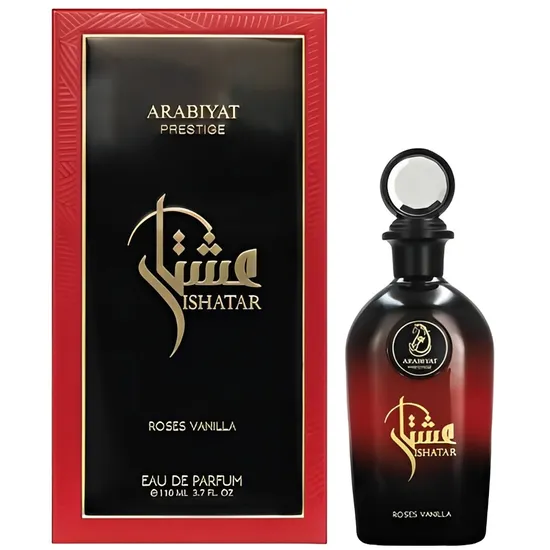 ARABIYAT
PRESTIGE
عشتار
ISHATAR
ROSES VANILLA
EAU DE PARFUM
℮ 110 ML 3.7 FL. OZ
ARABIYAT
عشتار
ISHATAR
ROSES VANILLA